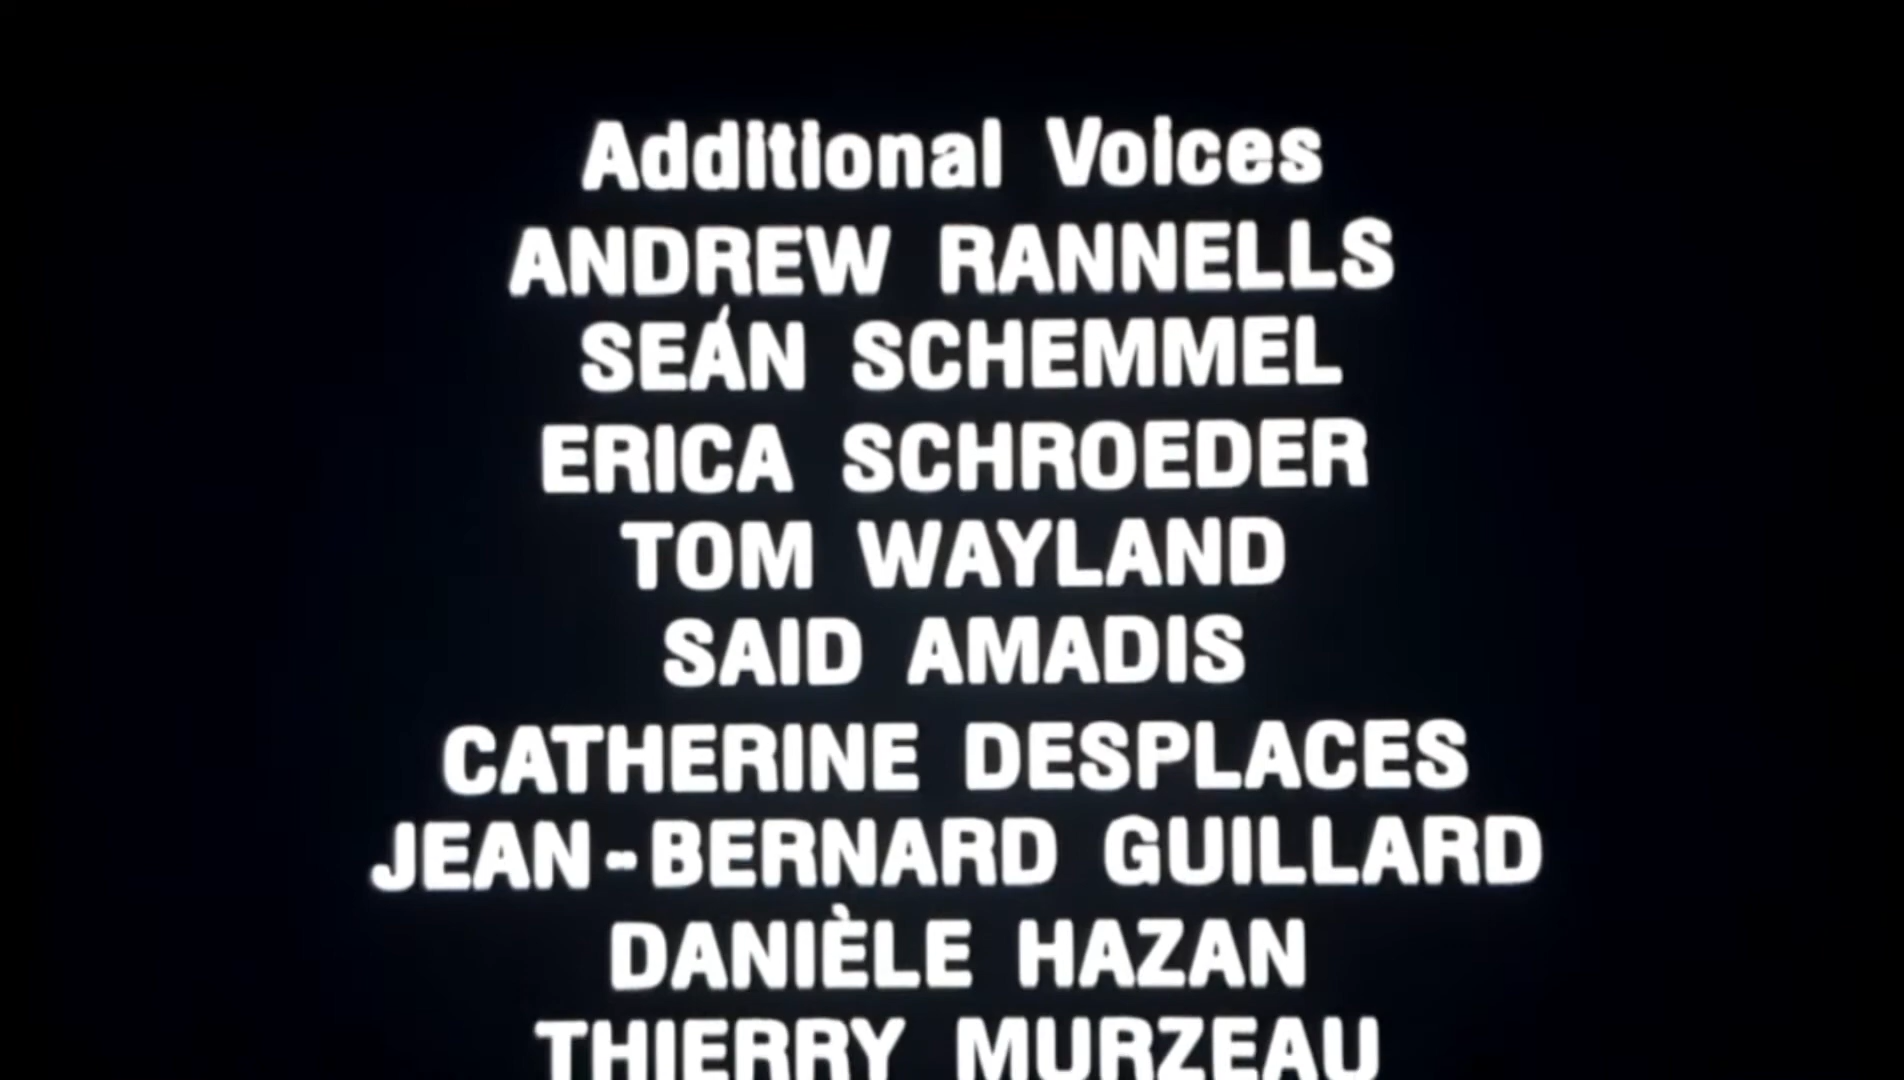 Additional Voices
ANDREW RANNELLS
SEÁN SCHEMMEL
ERICA SCHROEDER
TOM WAYLAND
SAID AMADIS
CATHERINE DESPLACES
JEAN-BERNARD GUILLARD
DANIÈLE HAZAN
THIERRY MURZEAU